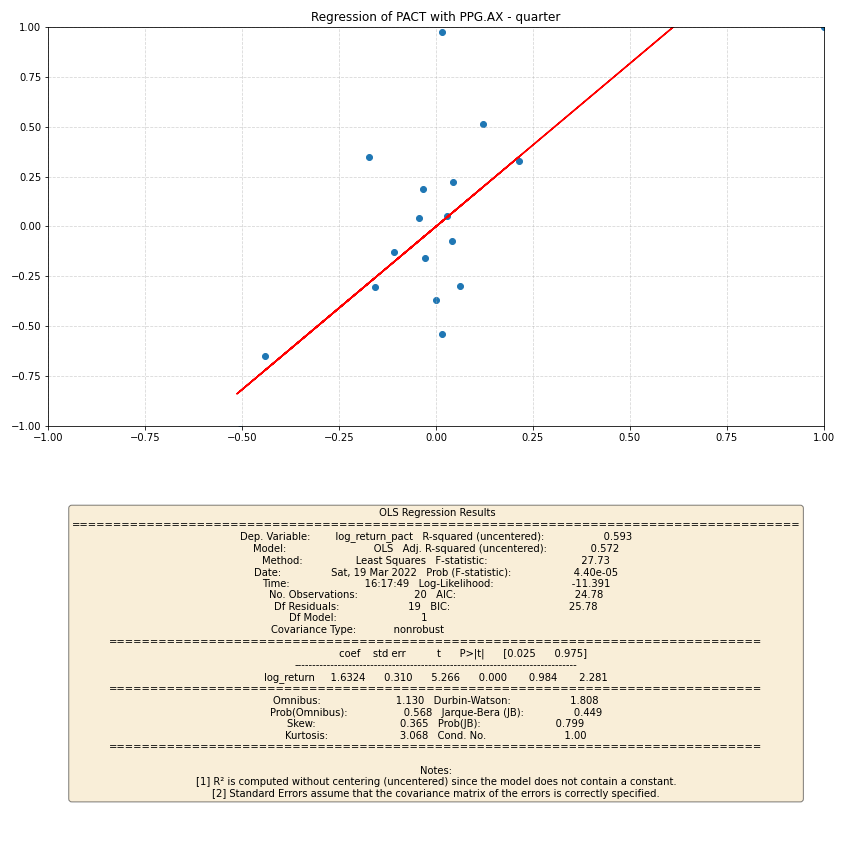 Regression of PACT with PPG.AX - quarter
1.00
0.75
0.50
0.25
0.00
−0.25
−0.50
−0.75
−1.00
−1.00 −0.75 −0.50 −0.25 0.00 0.25 0.50 0.75 1.00
OLS Regression Results
==============================================================================
Dep. Variable: log_return_pact R-squared (uncentered): 0.593
Model: OLS Adj. R-squared (uncentered): 0.572
Method: Least Squares F-statistic: 27.73
Date: Sat, 19 Mar 2022 Prob (F-statistic): 4.40e-05
Time: 16:17:49 Log-Likelihood: -11.391
No. Observations: 20 AIC: 24.78
Df Residuals: 19 BIC: 25.78
Df Model: 1
Covariance Type: nonrobust
==============================================================================
coef std err t P>|t| [0.025 0.975]
------------------------------------------------------------------------------
log_return 1.6324 0.310 5.266 0.000 0.984 2.281
==============================================================================
Omnibus: 1.130 Durbin-Watson: 1.808
Prob(Omnibus): 0.568 Jarque-Bera (JB): 0.449
Skew: 0.365 Prob(JB): 0.799
Kurtosis: 3.068 Cond. No. 1.00
==============================================================================
Notes:
[1] R² is computed without centering (uncentered) since the model does not contain a constant.
[2] Standard Errors assume that the covariance matrix of the errors is correctly specified.